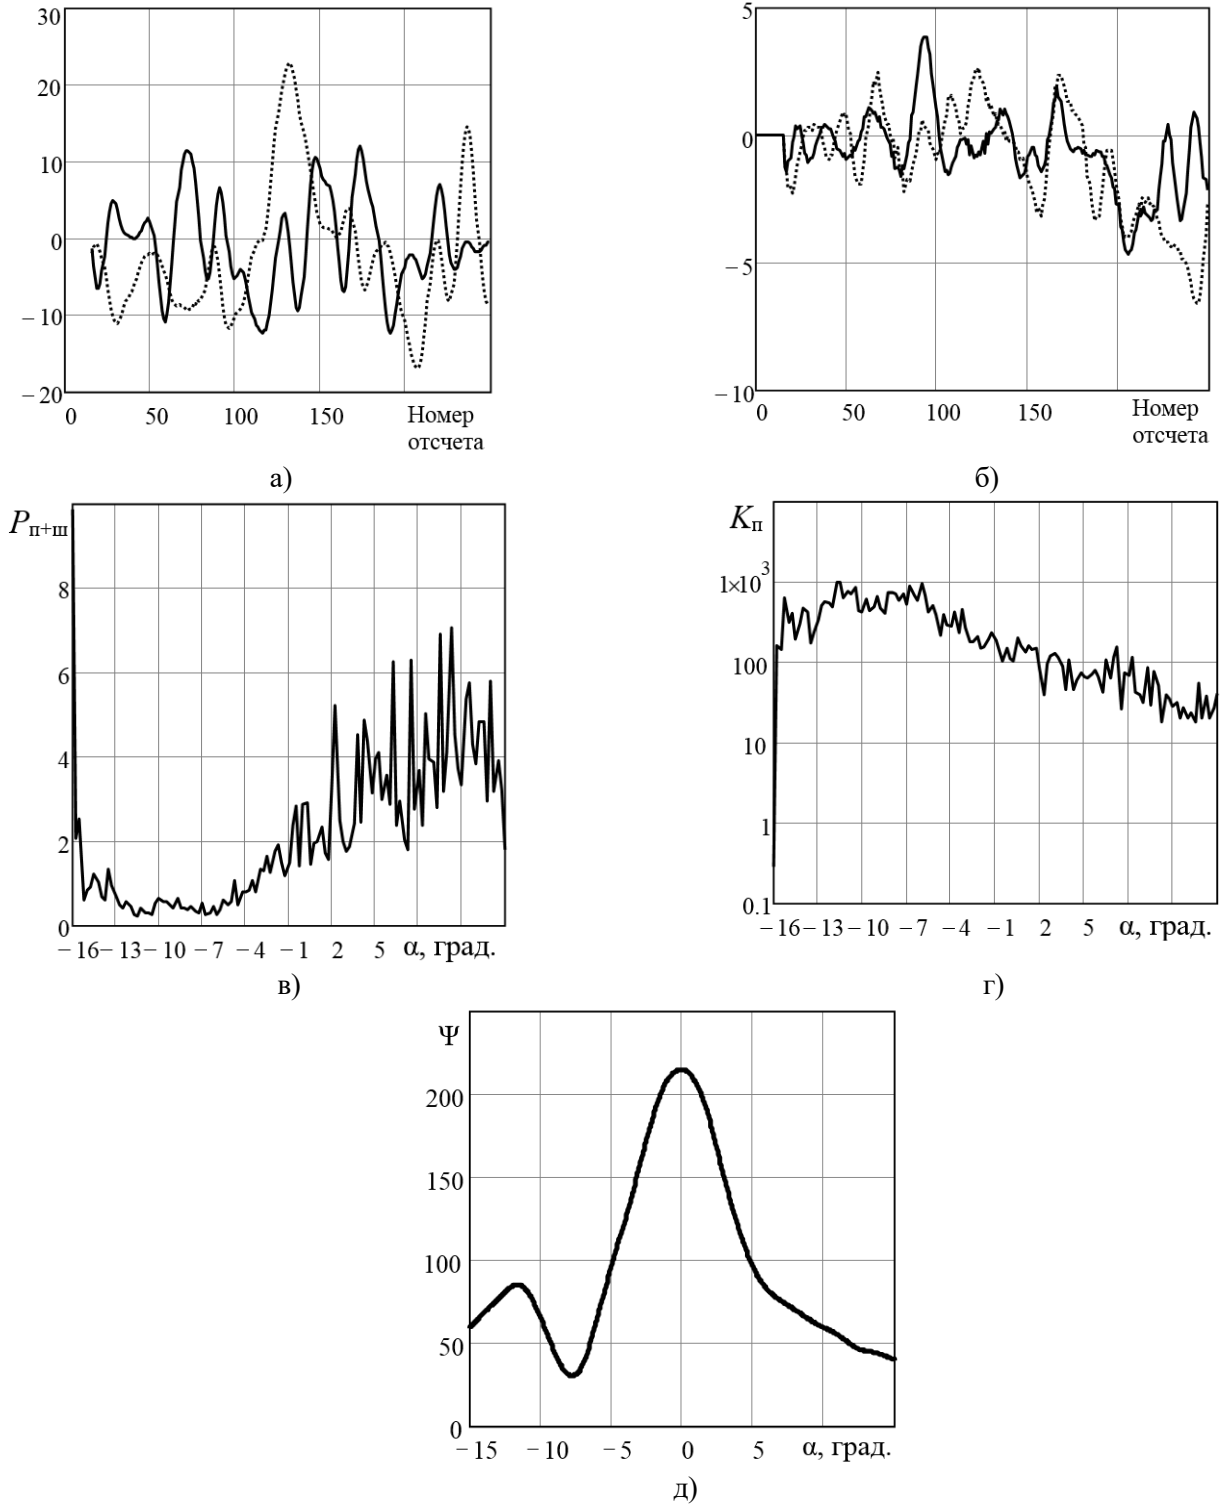 30
20
10
0
−10
−20
0 50 100 150 Номер
отсчета
а)
5
0
−5
−10
0 50 100 150 Номер
отсчета
б)
Pп+ш
8
6
4
2
0
−16 −13 −10 −7 −4 −1 2 5 α, град.
в)
Kп
1×10³
100
10
1
0.1
−16 −13 −10 −7 −4 −1 2 5 α, град.
г)
Ψ
200
150
100
50
0
−15 −10 −5 0 5 α, град.
д)